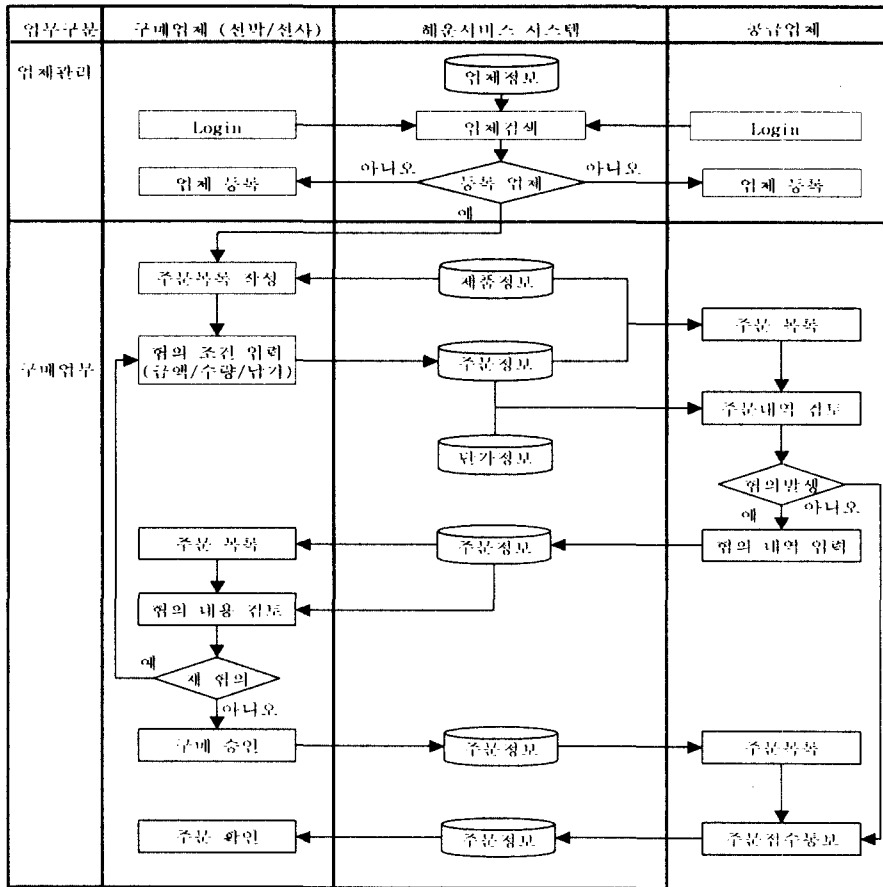 업무구분
구매업체 (선박/선사)
해운서비스 시스템
공급업체
업체관리
업체정보
Login
업체검색
Login
아니오
아니오
업체 등록
등록 업체
업체 등록
예
주문목록 작성
제품정보
주문 목록
구매업무
협의 조건 입력
(금액/수량/납기)
주문정보
주문내역 검토
단가정보
협의발생
예
아니오
주문 목록
주문정보
협의 내역 입력
협의 내용 검토
예
재 협의
아니오
구매 승인
주문정보
주문목록
주문 확인
주문정보
주문접수통보